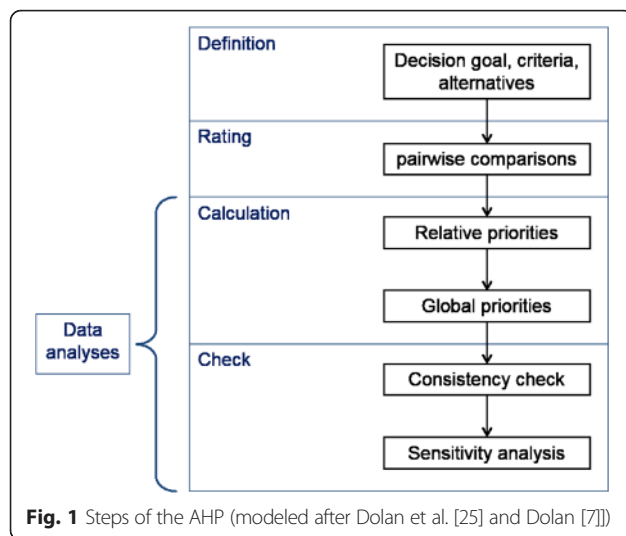 Definition
Decision goal, criteria,
alternatives
Rating
pairwise comparisons
Calculation
Relative priorities
Global priorities
Data
analyses
Check
Consistency check
Sensitivity analysis
Fig. 1 Steps of the AHP (modeled after Dolan et al. [25] and Dolan [7]])